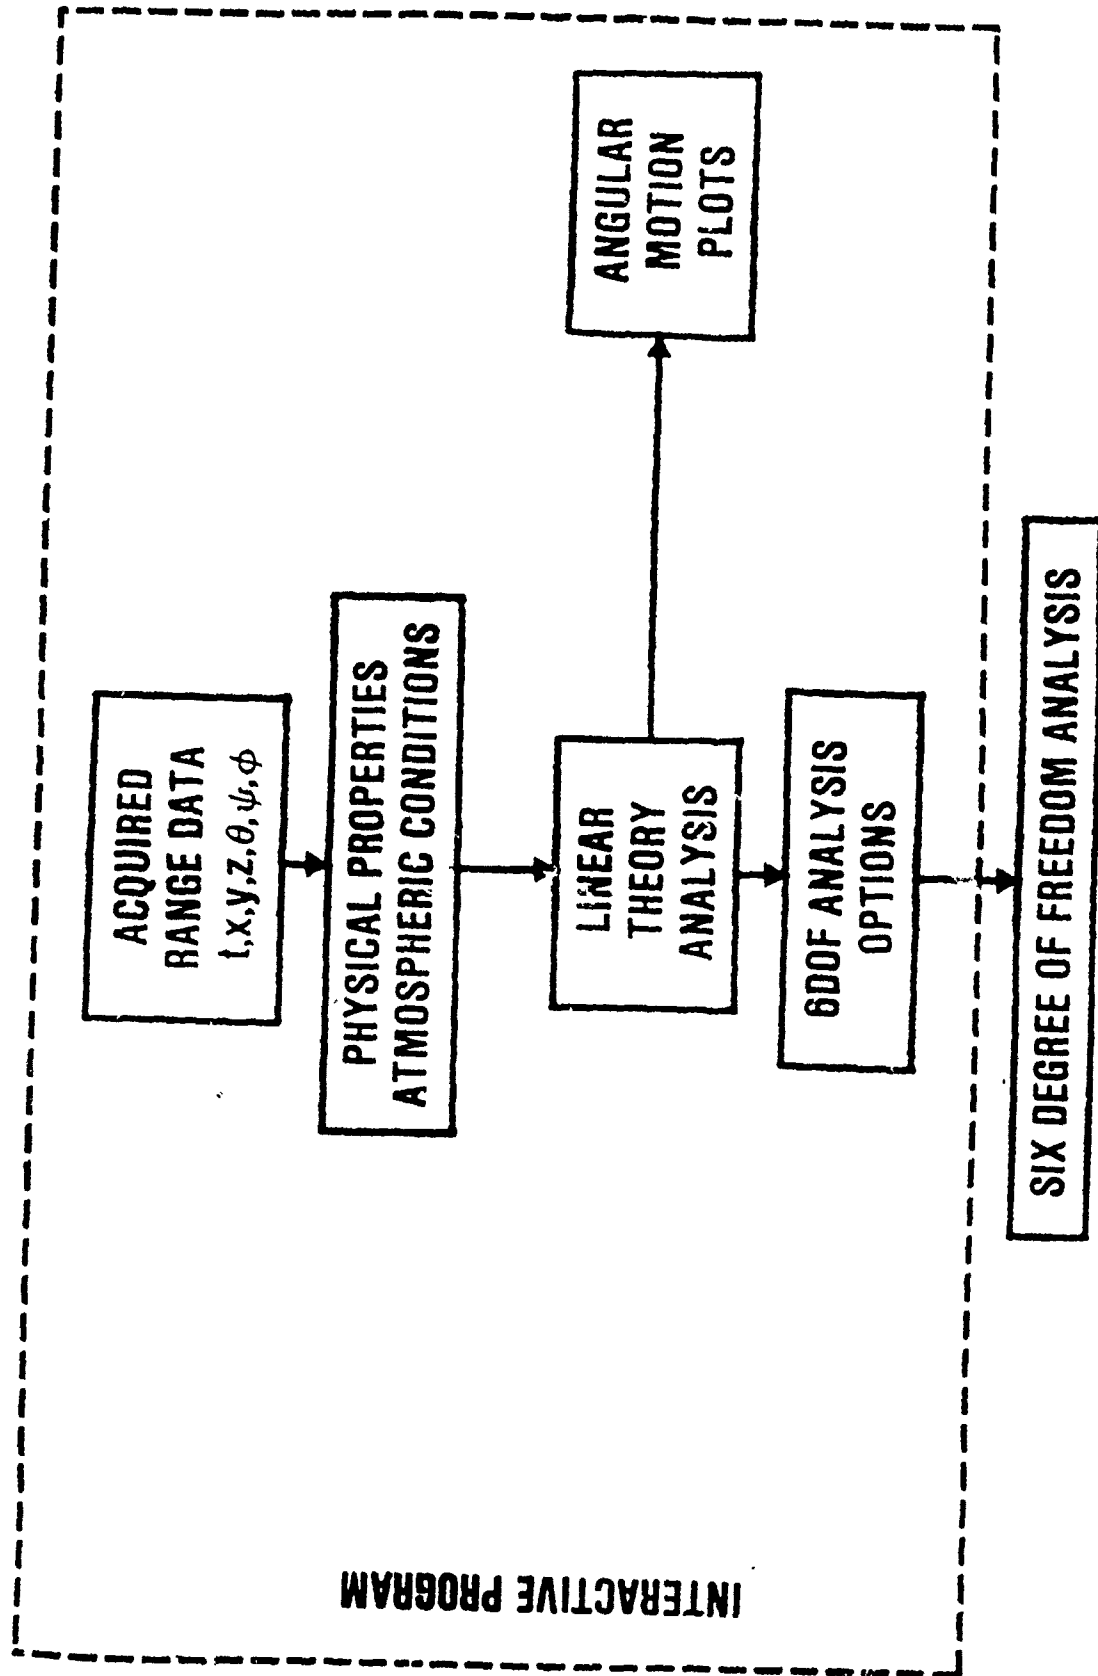 INTERACTIVE PROGRAM
ACQUIRED
RANGE DATA
t,x,y,z,θ,ψ,ϕ
PHYSICAL PROPERTIES
ATMOSPHERIC CONDITIONS
LINEAR
THEORY
ANALYSIS
ANGULAR
MOTION
PLOTS
6DOF ANALYSIS
OPTIONS
SIX DEGREE OF FREEDOM ANALYSIS